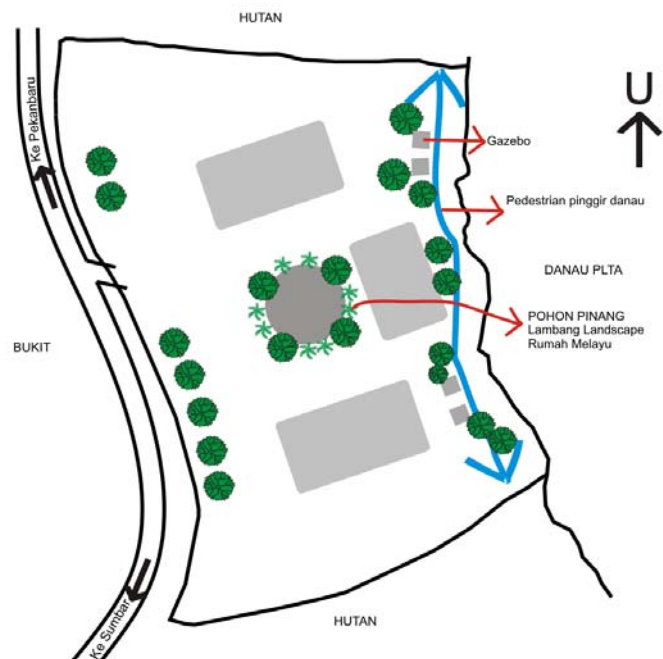 HUTAN
U
Ke Pekanbaru
Gazebo
Pedestrian pinggir danau
DANAU PLTA
POHON PINANG
Lambang Landscape
Rumah Melayu
BUKIT
HUTAN
Ke Sumbar